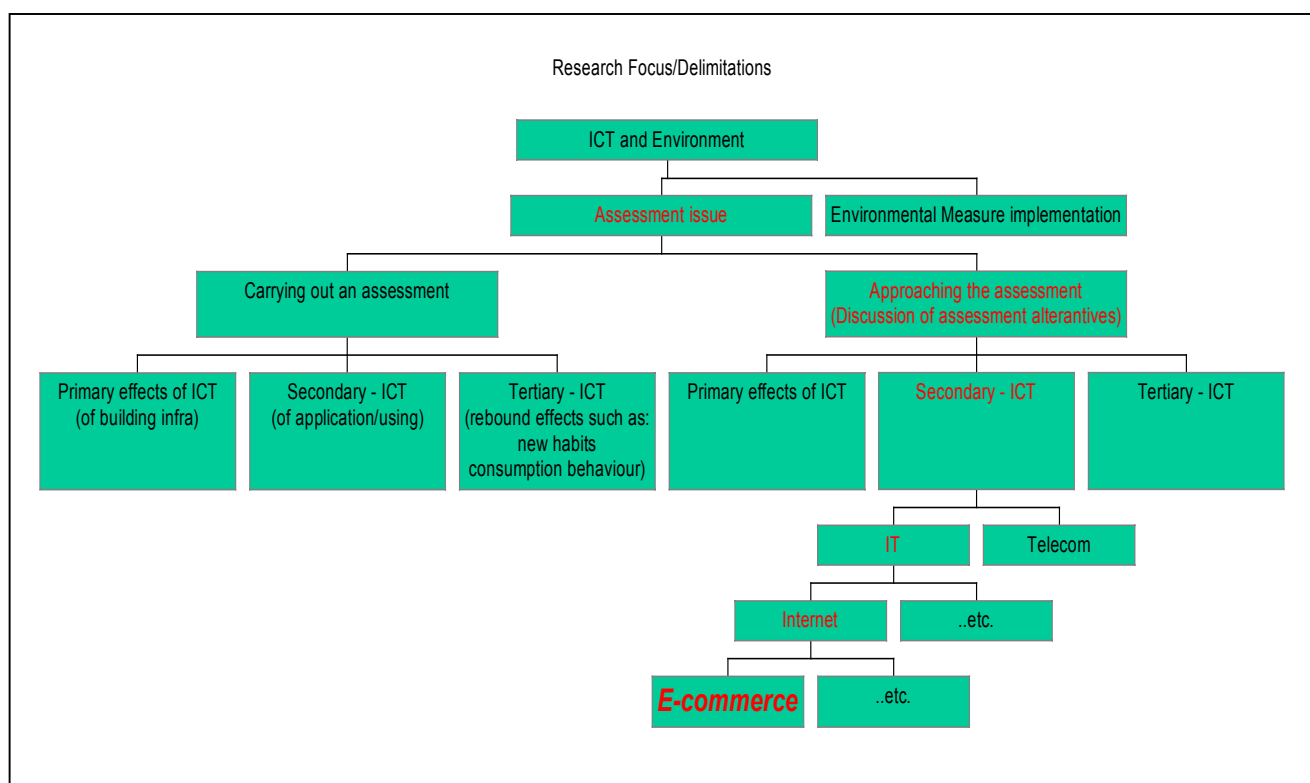 Research Focus/Delimitations
ICT and Environment
Assessment issue
Environmental Measure implementation
Carrying out an assessment
Approaching the assessment
(Discussion of assessment alterantives)
Primary effects of ICT
(of building infra)
Secondary - ICT
(of application/using)
Tertiary - ICT
(rebound effects such as:
new habits
consumption behaviour)
Primary effects of ICT
Secondary - ICT
Tertiary - ICT
IT
Telecom
Internet
..etc.
E-commerce
..etc.